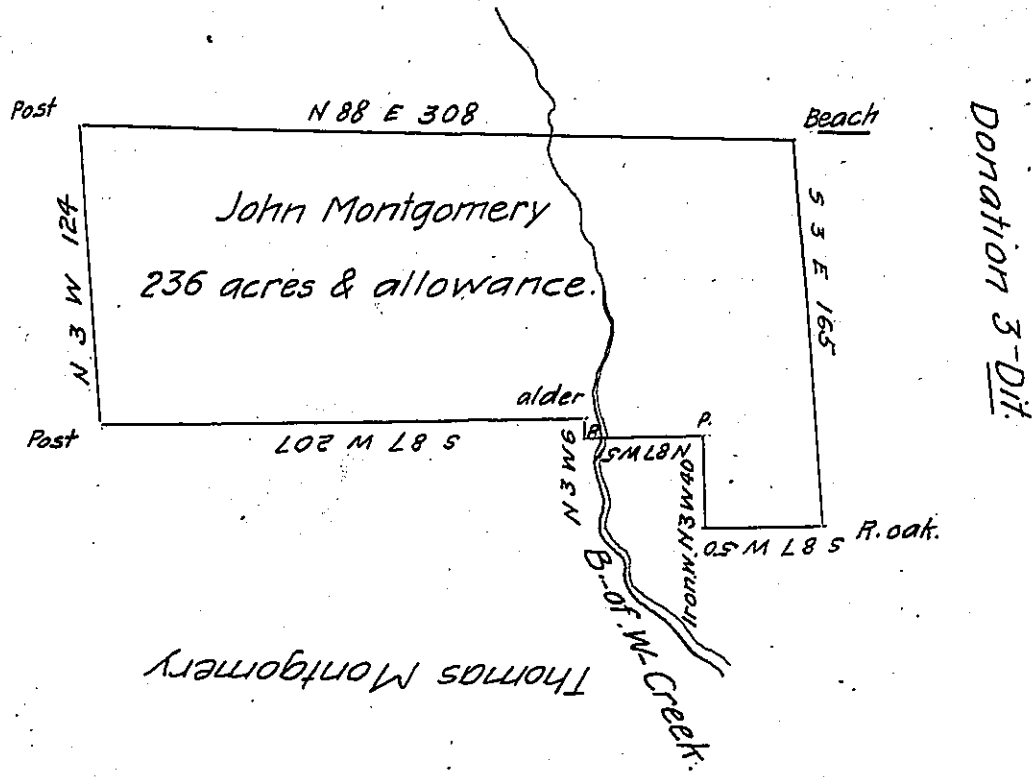 Post
N 88 E 308
Beach
Donation 3-Dit.
N 3 W 124
John Montgomery
236 acres & allowance.
S 3 E 165
alder
Post
S 87 W 207
N 3 W 9
B
N 87 W 5
P.
N 3 W 40
S 87 W 50
R. oak.
B. of W- Creek.
Thomas Montgomery